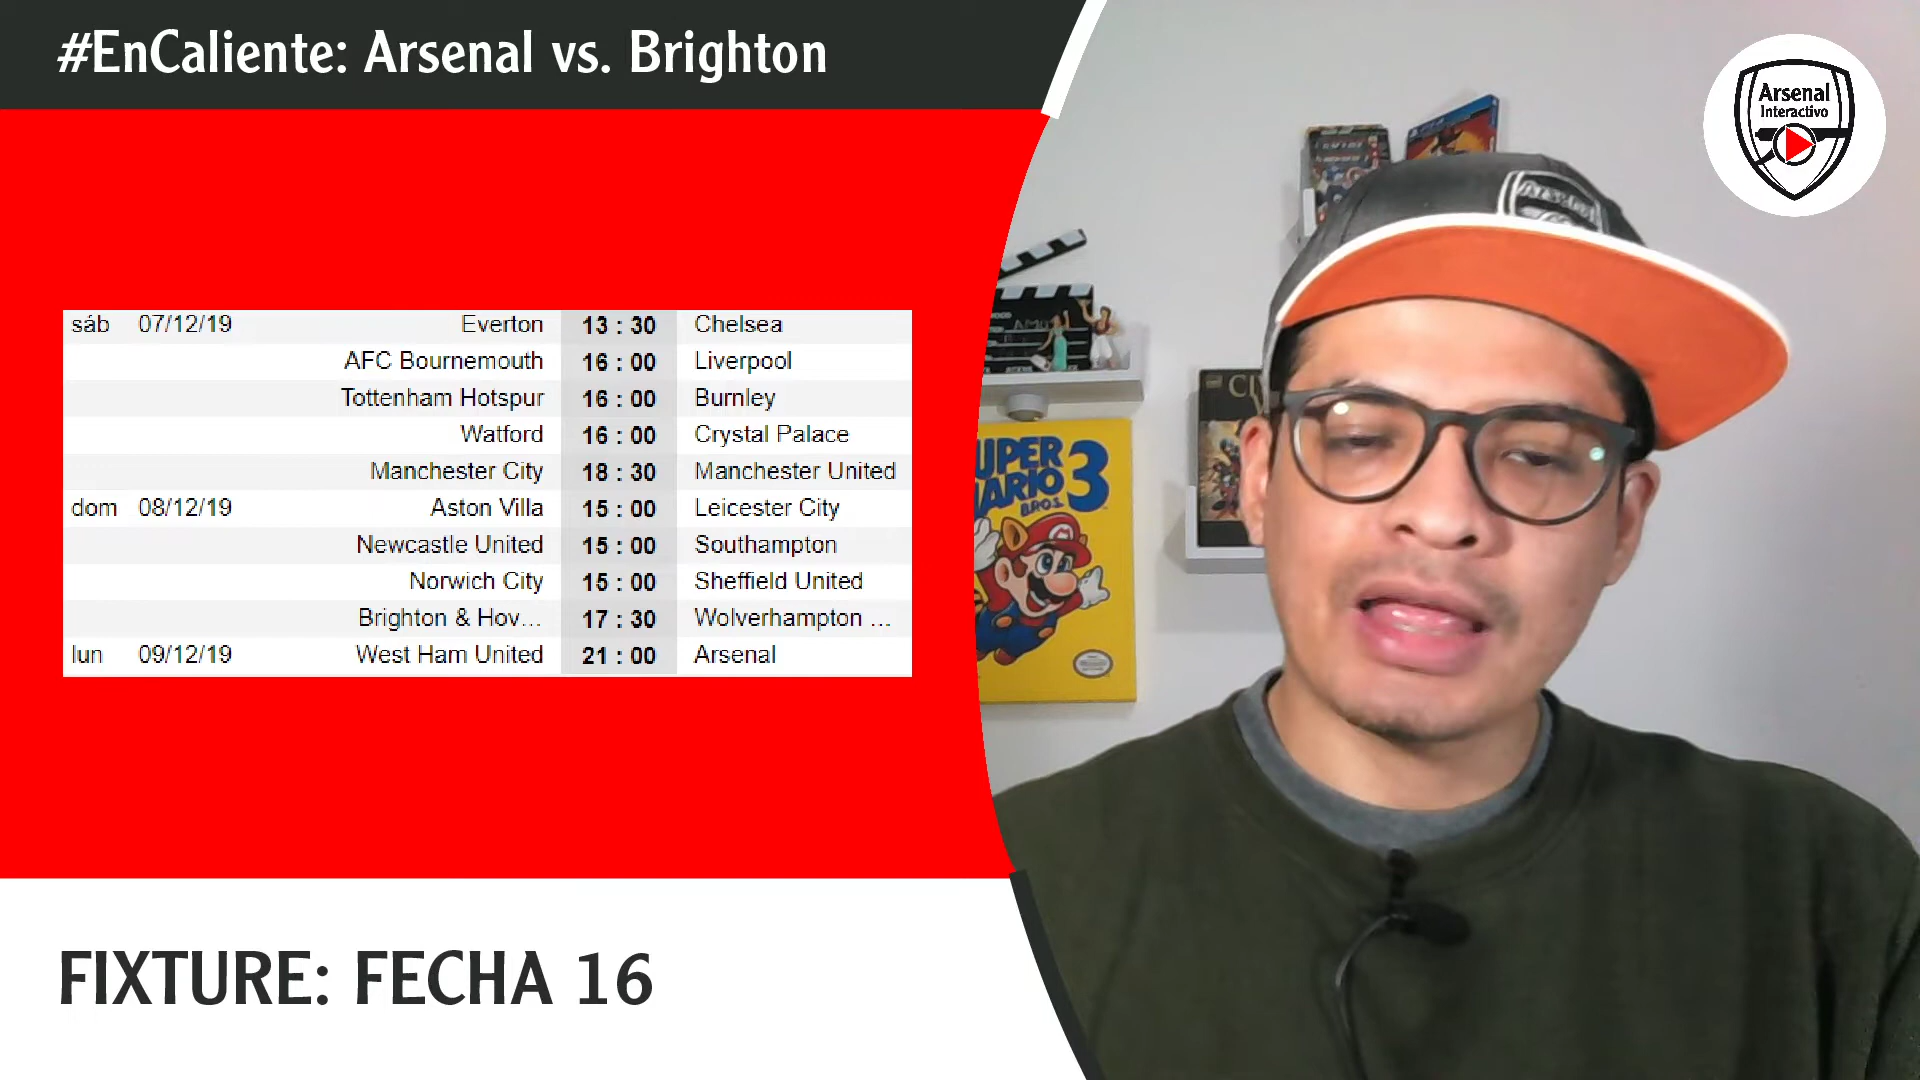 #EnCaliente: Arsenal vs. Brighton
Arsenal
Interactivo
sáb 07/12/19 Everton 13 : 30 Chelsea
AFC Bournemouth 16 : 00 Liverpool
Tottenham Hotspur 16 : 00 Burnley
Watford 16 : 00 Crystal Palace
Manchester City 18 : 30 Manchester United
dom 08/12/19 Aston Villa 15 : 00 Leicester City
Newcastle United 15 : 00 Southampton
Norwich City 15 : 00 Sheffield United
Brighton & Hov... 17 : 30 Wolverhampton ...
lun 09/12/19 West Ham United 21 : 00 Arsenal
FIXTURE: FECHA 16
Arsenal
UPER
ARIO 3
BROS.
CI